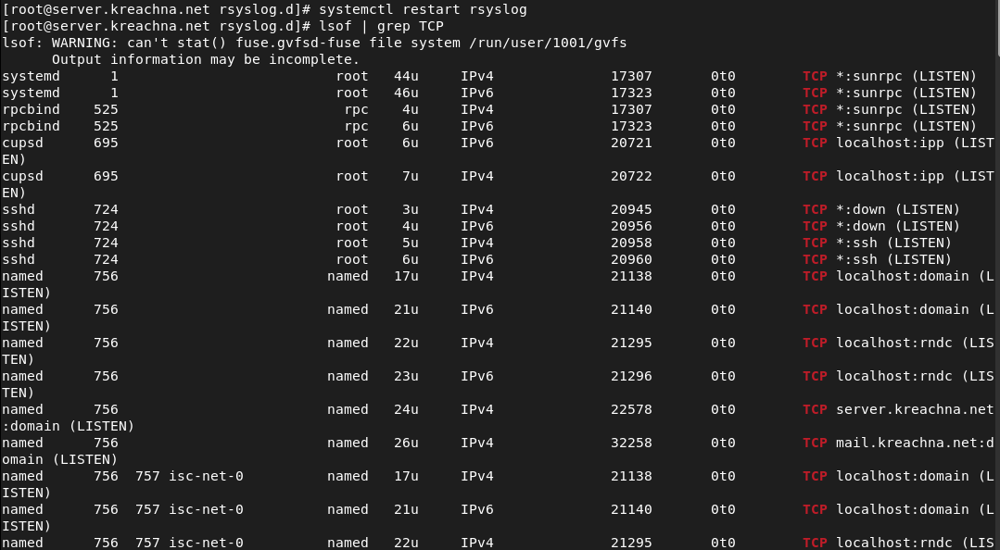 [root@server.kreachna.net rsyslog.d]# systemctl restart rsyslog
[root@server.kreachna.net rsyslog.d]# lsof | grep TCP
lsof: WARNING: can't stat() fuse.gvfsd-fuse file system /run/user/1001/gvfs
      Output information may be incomplete.
systemd      1                          root   44u     IPv4              17307       0t0        TCP *:sunrpc (LISTEN)
systemd      1                          root   46u     IPv6              17323       0t0        TCP *:sunrpc (LISTEN)
rpcbind    525                           rpc    4u     IPv4              17307       0t0        TCP *:sunrpc (LISTEN)
rpcbind    525                           rpc    6u     IPv6              17323       0t0        TCP *:sunrpc (LISTEN)
cupsd      695                          root    6u     IPv6              20721       0t0        TCP localhost:ipp (LIST
EN)
cupsd      695                          root    7u     IPv4              20722       0t0        TCP localhost:ipp (LIST
EN)
sshd       724                          root    3u     IPv4              20945       0t0        TCP *:down (LISTEN)
sshd       724                          root    4u     IPv6              20956       0t0        TCP *:down (LISTEN)
sshd       724                          root    5u     IPv4              20958       0t0        TCP *:ssh (LISTEN)
sshd       724                          root    6u     IPv6              20960       0t0        TCP *:ssh (LISTEN)
named      756                         named   17u     IPv4              21138       0t0        TCP localhost:domain (L
ISTEN)
named      756                         named   21u     IPv6              21140       0t0        TCP localhost:domain (L
ISTEN)
named      756                         named   22u     IPv4              21295       0t0        TCP localhost:rndc (LIS
TEN)
named      756                         named   23u     IPv6              21296       0t0        TCP localhost:rndc (LIS
TEN)
named      756                         named   24u     IPv4              22578       0t0        TCP server.kreachna.net
:domain (LISTEN)
named      756                         named   26u     IPv4              32258       0t0        TCP mail.kreachna.net:d
omain (LISTEN)
named      756  757 isc-net-0          named   17u     IPv4              21138       0t0        TCP localhost:domain (L
ISTEN)
named      756  757 isc-net-0          named   21u     IPv6              21140       0t0        TCP localhost:domain (L
ISTEN)
named      756  757 isc-net-0          named   22u     IPv4              21295       0t0        TCP localhost:rndc (LIS